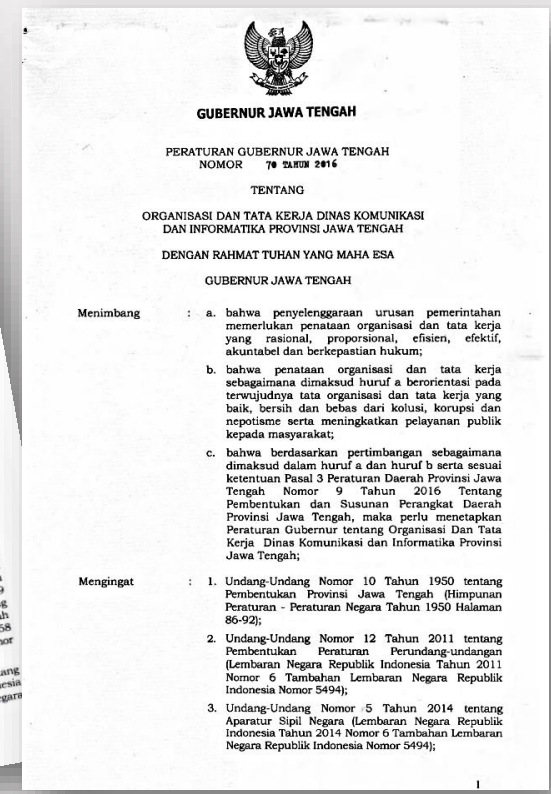 GUBERNUR JAWA TENGAH
PERATURAN GUBERNUR JAWA TENGAH
NOMOR 70 TAHUN 2016
TENTANG
ORGANISASI DAN TATA KERJA DINAS KOMUNIKASI
DAN INFORMATIKA PROVINSI JAWA TENGAH
DENGAN RAHMAT TUHAN YANG MAHA ESA
GUBERNUR JAWA TENGAH
Menimbang : a. bahwa penyelenggaraan urusan pemerintahan
memerlukan penataan organisasi dan tata kerja
yang rasional, proporsional, efisien, efektif,
akuntabel dan berkepastian hukum;
b. bahwa penataan organisasi dan tata kerja
sebagaimana dimaksud huruf a berorientasi pada
terwujudnya tata organisasi dan tata kerja yang
baik, bersih dan bebas dari kolusi, korupsi dan
nepotisme serta meningkatkan pelayanan publik
kepada masyarakat;
c. bahwa berdasarkan pertimbangan sebagaimana
dimaksud dalam huruf a dan huruf b serta sesuai
ketentuan Pasal 3 Peraturan Daerah Provinsi Jawa
Tengah Nomor 9 Tahun 2016 Tentang
Pembentukan dan Susunan Perangkat Daerah
Provinsi Jawa Tengah, maka perlu menetapkan
Peraturan Gubernur tentang Organisasi Dan Tata
Kerja Dinas Komunikasi dan Informatika Provinsi
Jawa Tengah;
Mengingat : 1. Undang-Undang Nomor 10 Tahun 1950 tentang
Pembentukan Provinsi Jawa Tengah (Himpunan
Peraturan - Peraturan Negara Tahun 1950 Halaman
86-92);
2. Undang-Undang Nomor 12 Tahun 2011 tentang
Pembentukan Peraturan Perundang-undangan
(Lembaran Negara Republik Indonesia Tahun 2011
Nomor 6 Tambahan Lembaran Negara Republik
Indonesia Nomor 5494);
3. Undang-Undang Nomor 5 Tahun 2014 tentang
Aparatur Sipil Negara (Lembaran Negara Republik
Indonesia Tahun 2014 Nomor 6 Tambahan Lembaran
Negara Republik Indonesia Nomor 5494);
1